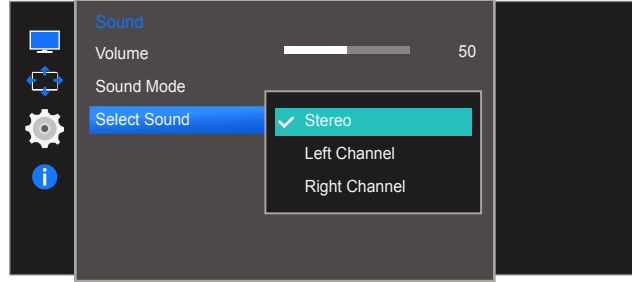 Sound
Volume 50
Sound Mode
Select Sound
Stereo
Left Channel
Right Channel